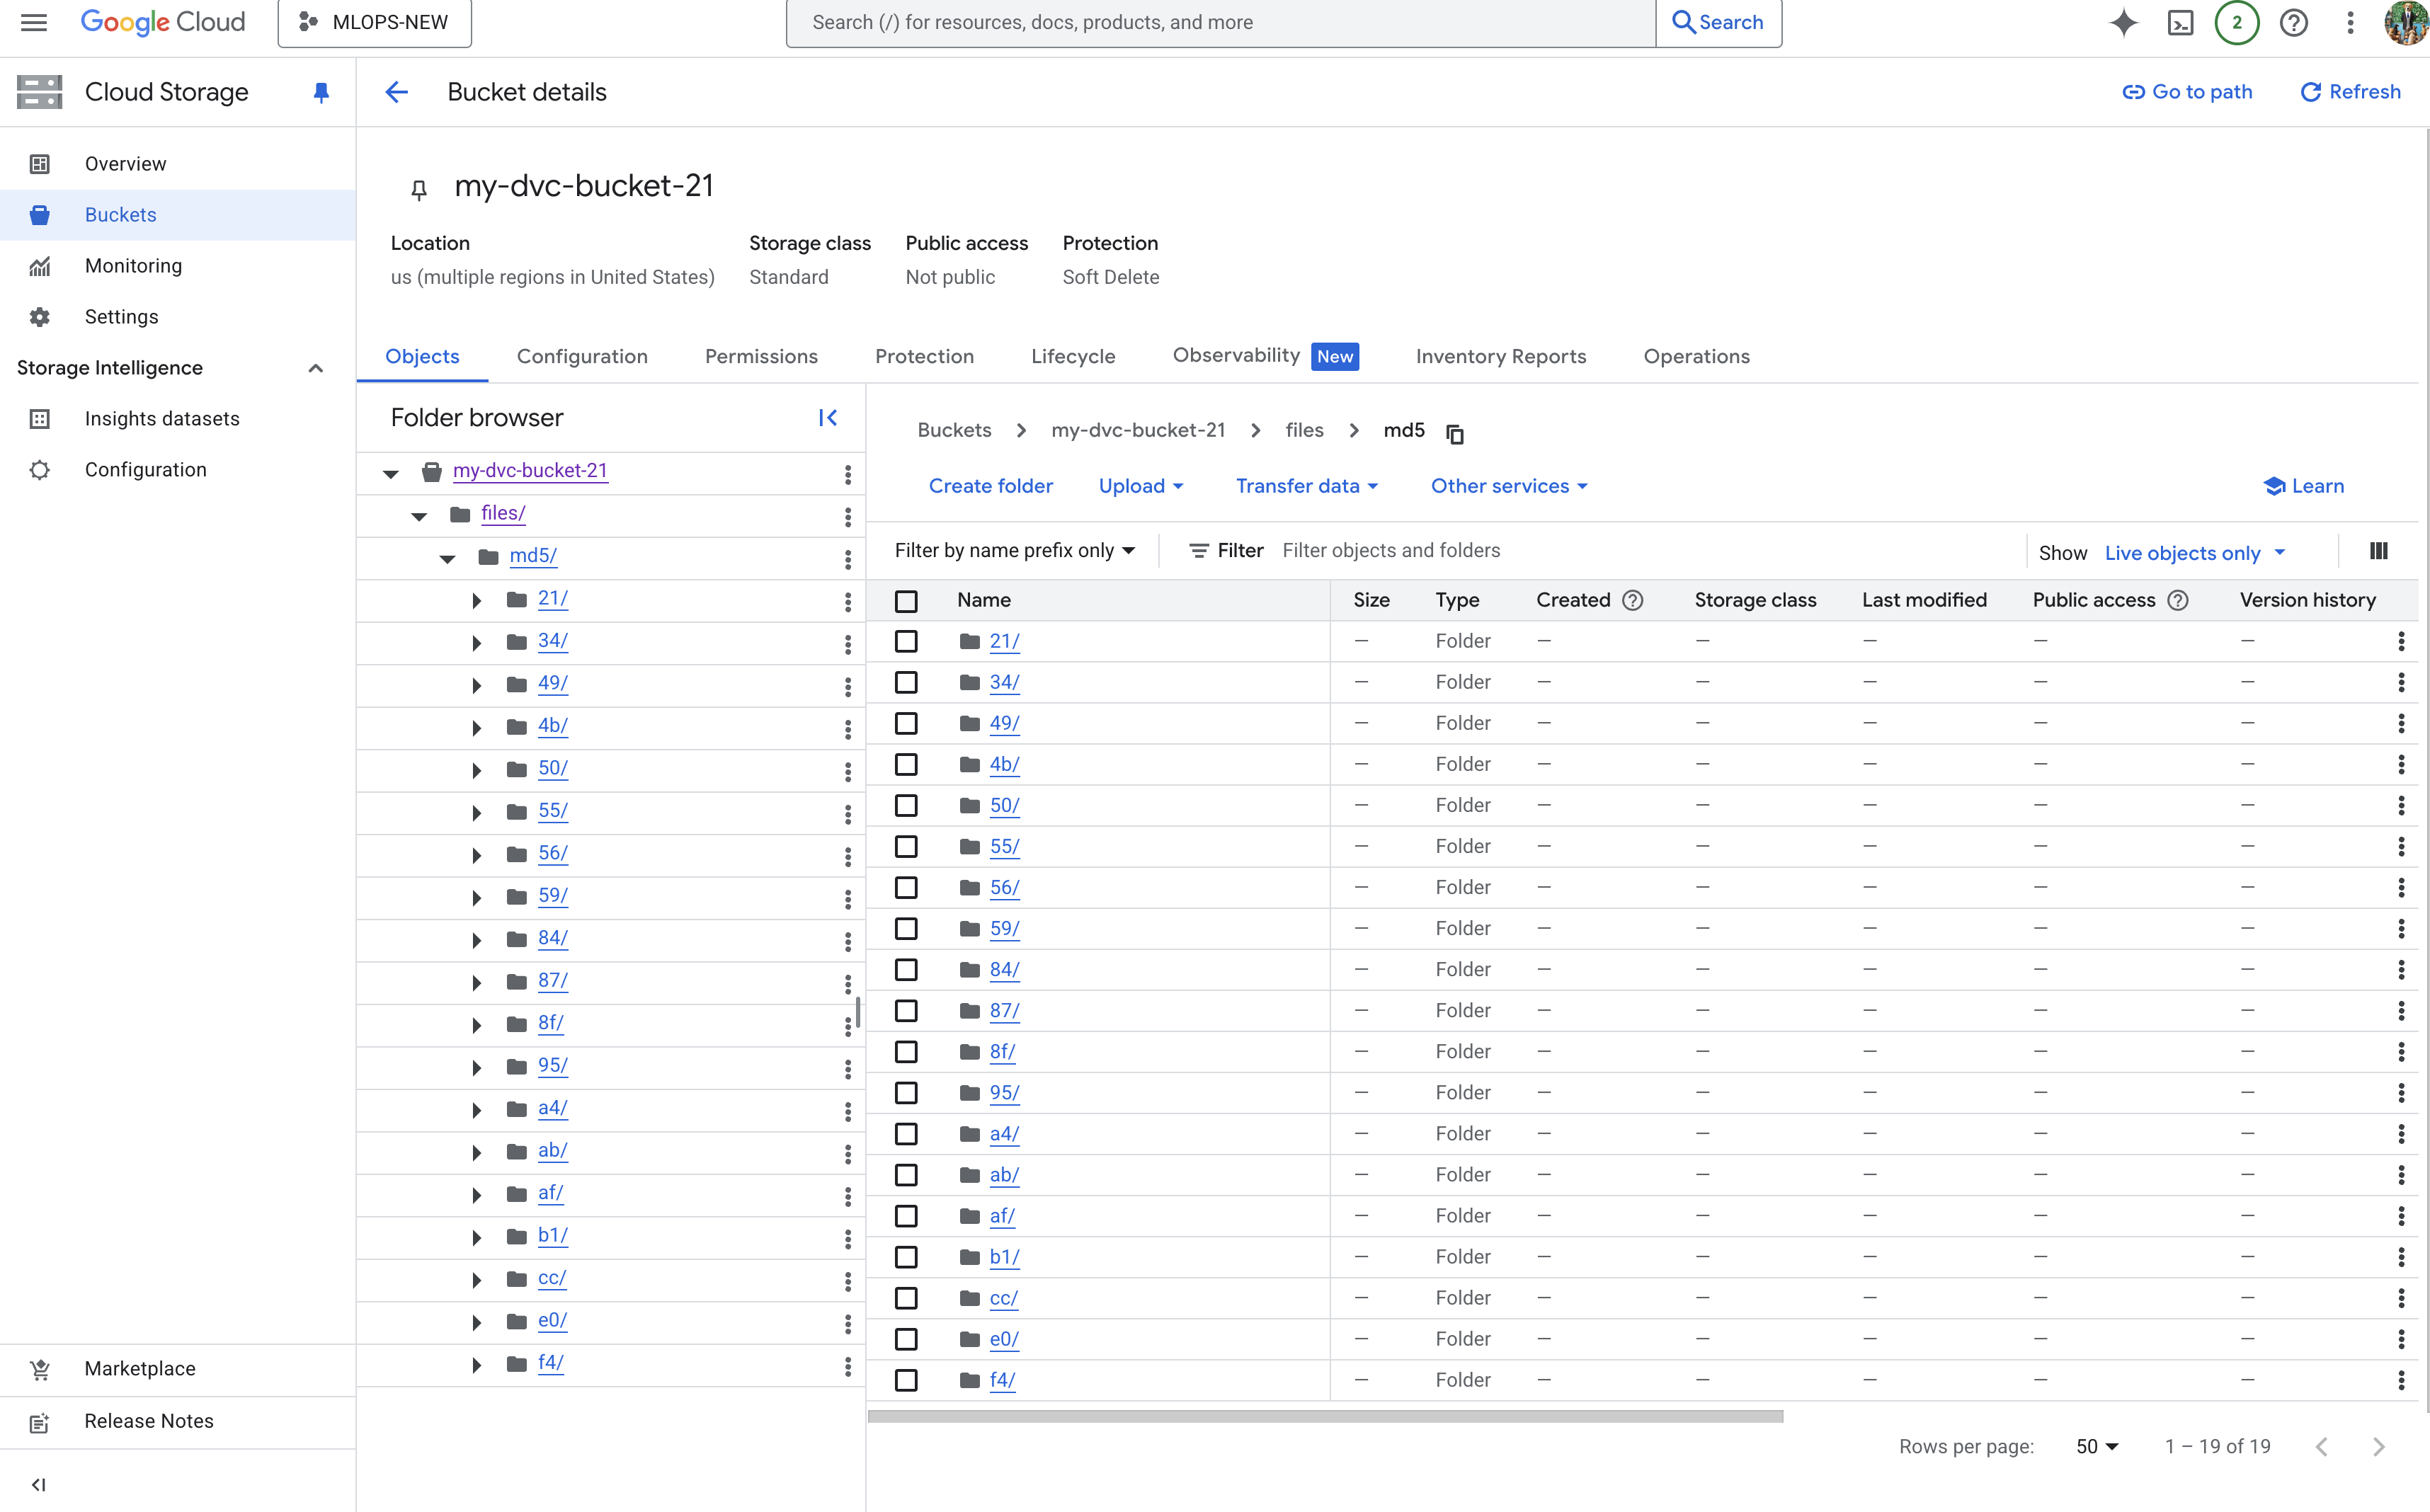 Google Cloud
MLOPS-NEW
Search (/) for resources, docs, products, and more
Search
2
Cloud Storage
Bucket details
Go to path
Refresh
Overview
Buckets
Monitoring
Settings
Storage Intelligence
Insights datasets
Configuration
Marketplace
Release Notes
my-dvc-bucket-21
Location
us (multiple regions in United States)
Storage class
Standard
Public access
Not public
Protection
Soft Delete
Objects
Configuration
Permissions
Protection
Lifecycle
Observability New
Inventory Reports
Operations
Folder browser
my-dvc-bucket-21
files/
md5/
21/
34/
49/
4b/
50/
55/
56/
59/
84/
87/
8f/
95/
a4/
ab/
af/
b1/
cc/
e0/
f4/
Buckets > my-dvc-bucket-21 > files > md5
Create folder
Upload
Transfer data
Other services
Learn
Filter by name prefix only
Filter
Filter objects and folders
Show Live objects only
Name Size Type Created Storage class Last modified Public access Version history
21/ — Folder — — — — —
34/ — Folder — — — — —
49/ — Folder — — — — —
4b/ — Folder — — — — —
50/ — Folder — — — — —
55/ — Folder — — — — —
56/ — Folder — — — — —
59/ — Folder — — — — —
84/ — Folder — — — — —
87/ — Folder — — — — —
8f/ — Folder — — — — —
95/ — Folder — — — — —
a4/ — Folder — — — — —
ab/ — Folder — — — — —
af/ — Folder — — — — —
b1/ — Folder — — — — —
cc/ — Folder — — — — —
e0/ — Folder — — — — —
f4/ — Folder — — — — —
Rows per page: 50 1 – 19 of 19